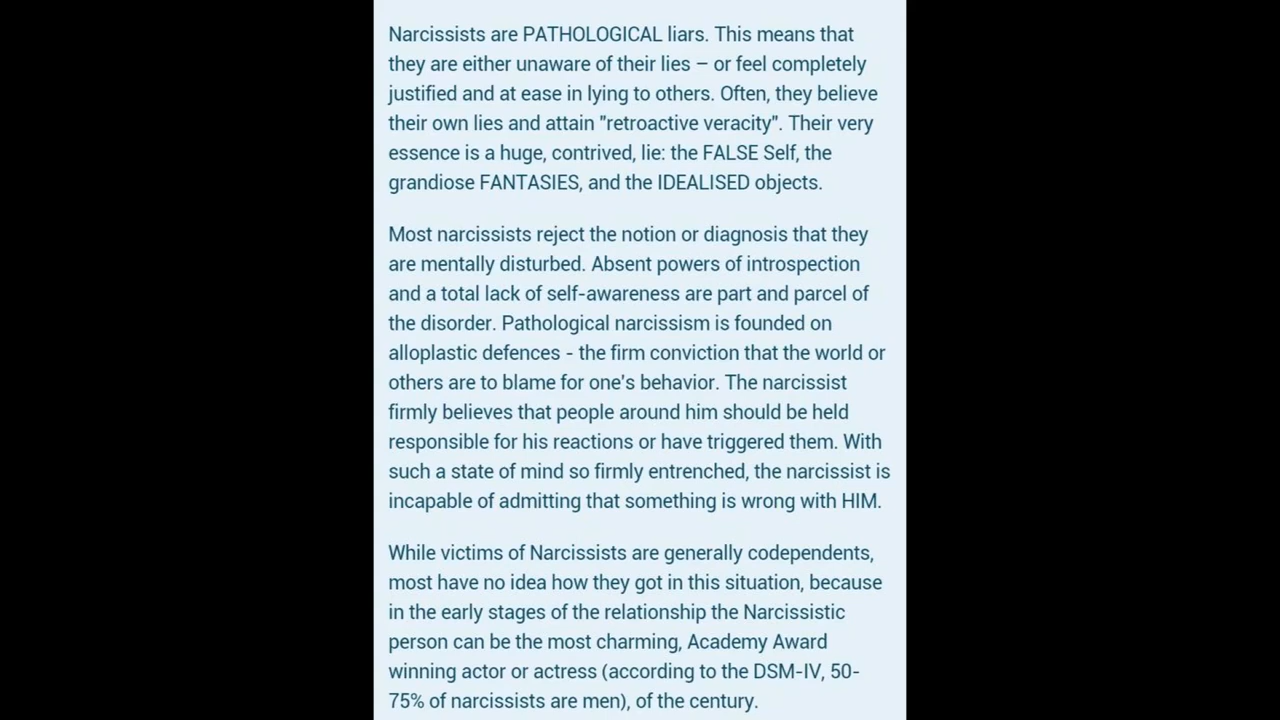 Narcissists are PATHOLOGICAL liars. This means that
they are either unaware of their lies – or feel completely
justified and at ease in lying to others. Often, they believe
their own lies and attain "retroactive veracity". Their very
essence is a huge, contrived, lie: the FALSE Self, the
grandiose FANTASIES, and the IDEALISED objects.
Most narcissists reject the notion or diagnosis that they
are mentally disturbed. Absent powers of introspection
and a total lack of self-awareness are part and parcel of
the disorder. Pathological narcissism is founded on
alloplastic defences - the firm conviction that the world or
others are to blame for one's behavior. The narcissist
firmly believes that people around him should be held
responsible for his reactions or have triggered them. With
such a state of mind so firmly entrenched, the narcissist is
incapable of admitting that something is wrong with HIM.
While victims of Narcissists are generally codependents,
most have no idea how they got in this situation, because
in the early stages of the relationship the Narcissistic
person can be the most charming, Academy Award
winning actor or actress (according to the DSM-IV, 50-
75% of narcissists are men), of the century.